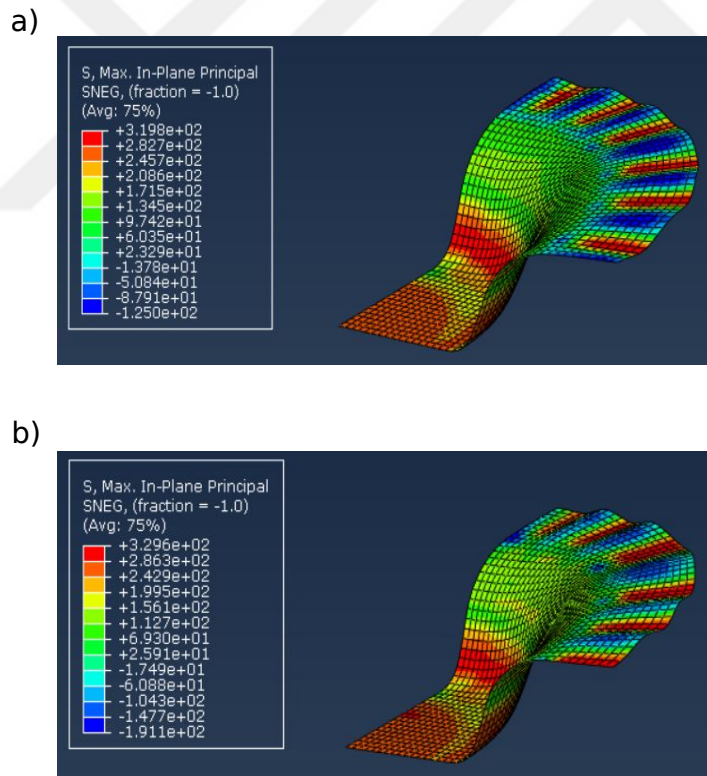 a)
S, Max. In-Plane Principal
SNEG, (fraction = -1.0)
(Avg: 75%)
+3.198e+02
+2.827e+02
+2.457e+02
+2.086e+02
+1.715e+02
+1.345e+02
+9.742e+01
+6.035e+01
+2.329e+01
-1.378e+01
-5.084e+01
-8.791e+01
-1.250e+02
b)
S, Max. In-Plane Principal
SNEG, (fraction = -1.0)
(Avg: 75%)
+3.296e+02
+2.863e+02
+2.429e+02
+1.995e+02
+1.561e+02
+1.127e+02
+6.930e+01
+2.591e+01
-1.749e+01
-6.088e+01
-1.043e+02
-1.477e+02
-1.911e+02